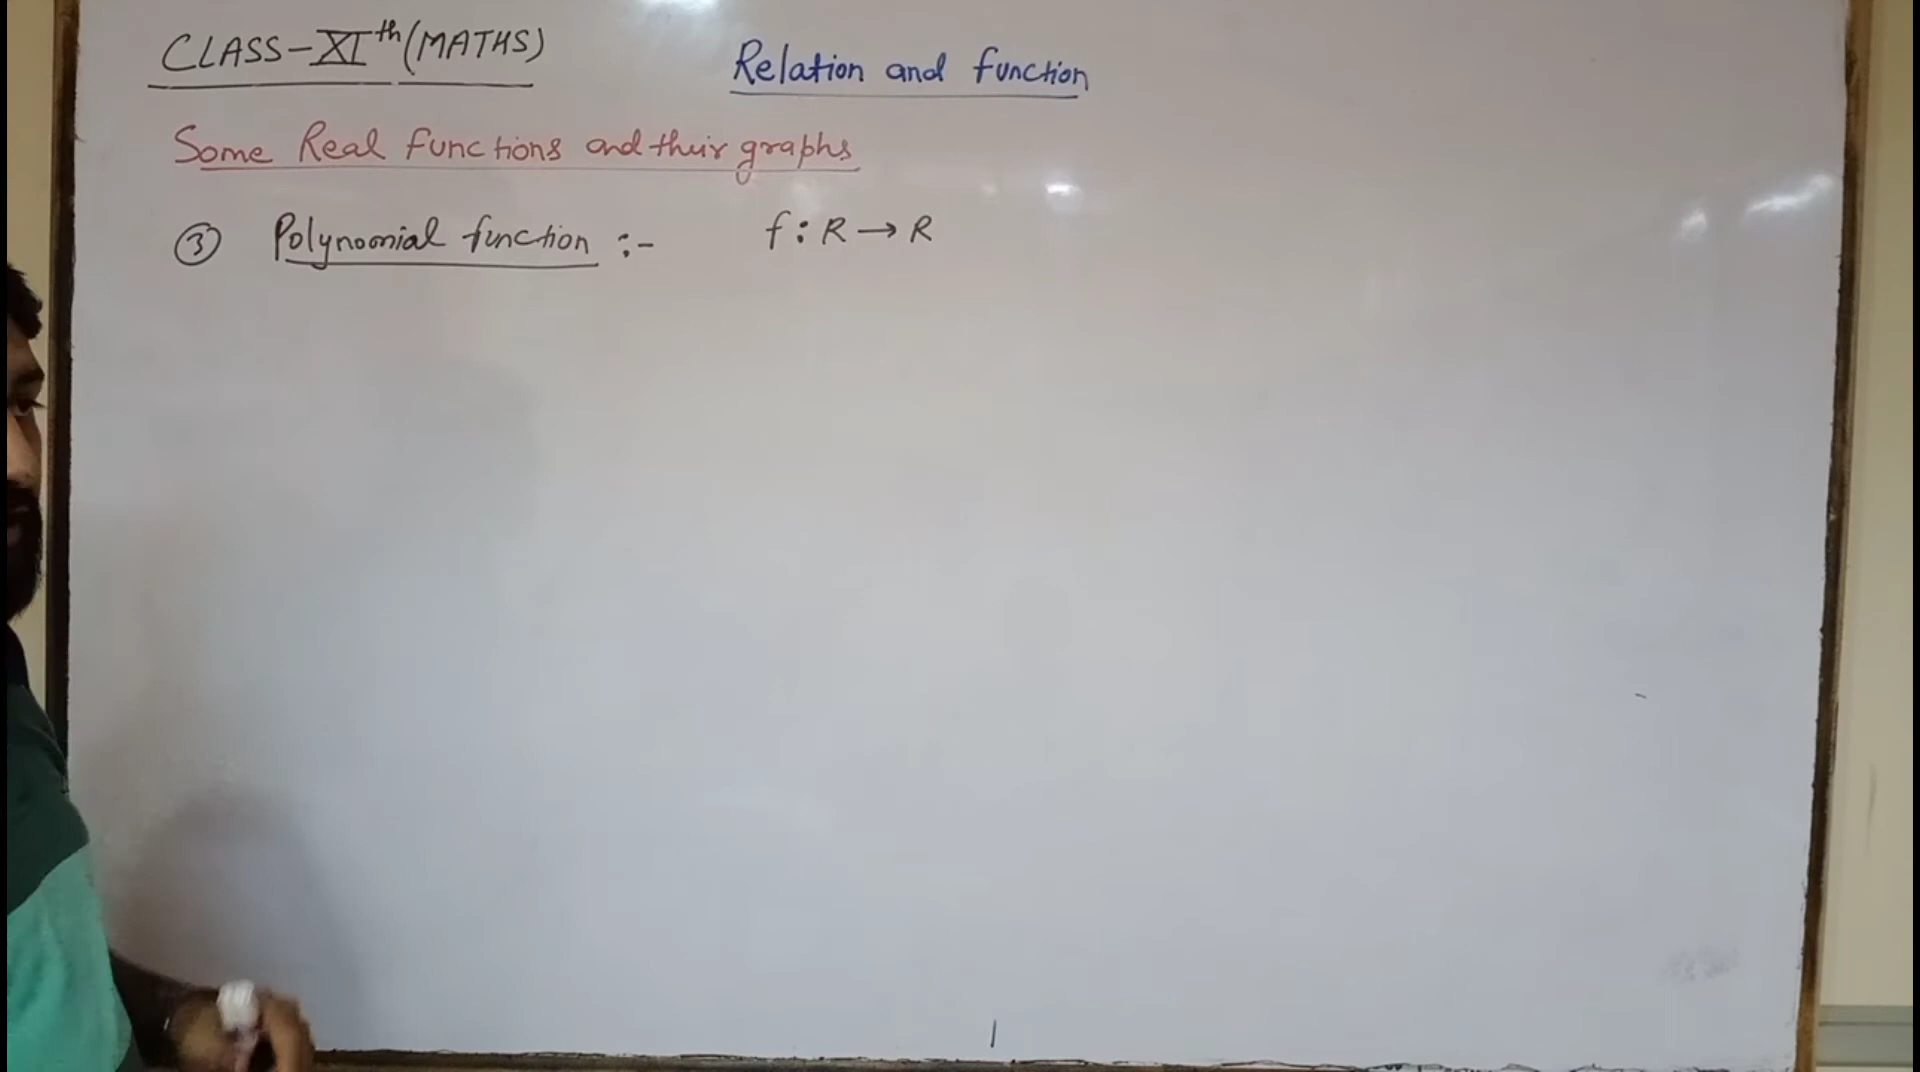 CLASS-XIth (MATHS)
Relation and function
Some Real functions and their graphs
③ Polynomial function :- f : R → R